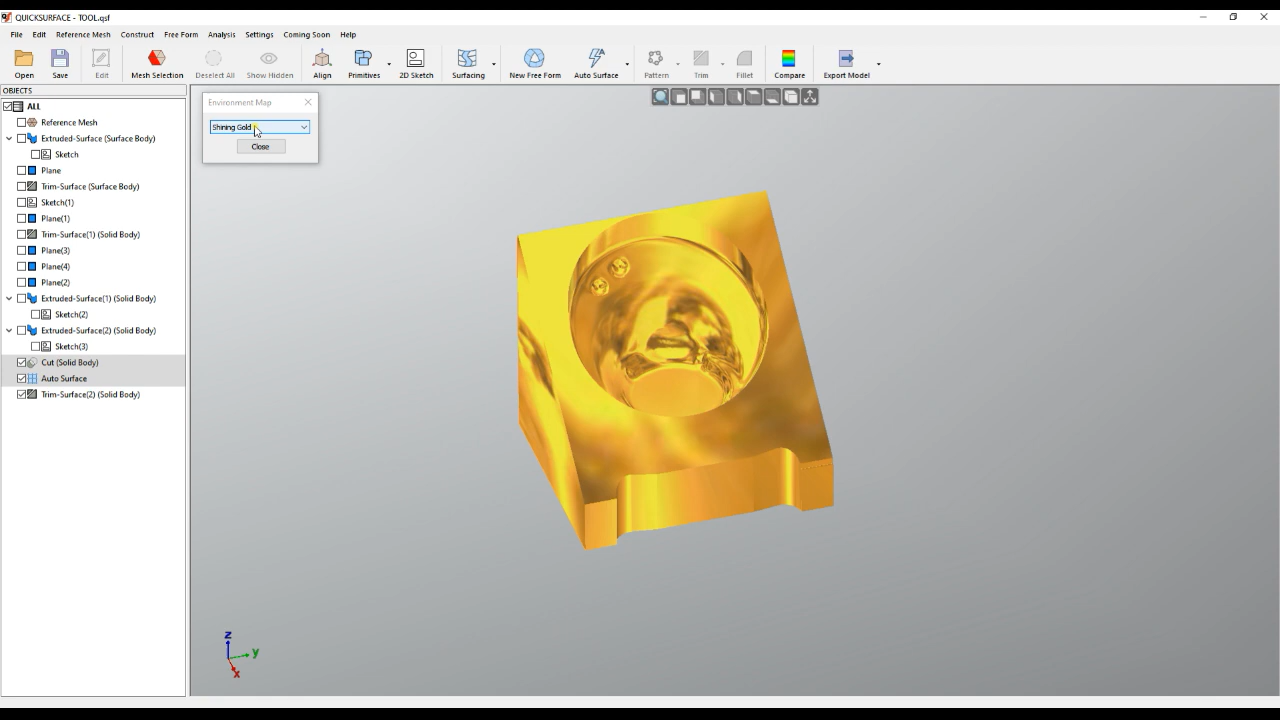 QUICKSURFACE - TOOL.qsf
File Edit Reference Mesh Construct Free Form Analysis Settings Coming Soon Help
Open Save Edit Mesh Selection Deselect All Show Hidden Align Primitives 2D Sketch Surfacing New Free Form Auto Surface Pattern Trim Fillet Compare Export Model
OBJECTS
ALL
Reference Mesh
Extruded-Surface (Surface Body)
Sketch
Plane
Trim-Surface (Surface Body)
Sketch(1)
Plane(1)
Trim-Surface(1) (Solid Body)
Plane(3)
Plane(4)
Plane(2)
Extruded-Surface(1) (Solid Body)
Sketch(2)
Extruded-Surface(2) (Solid Body)
Sketch(3)
Cut (Solid Body)
Auto Surface
Trim-Surface(2) (Solid Body)
Environment Map
Shining Gold
Close
z
y
x